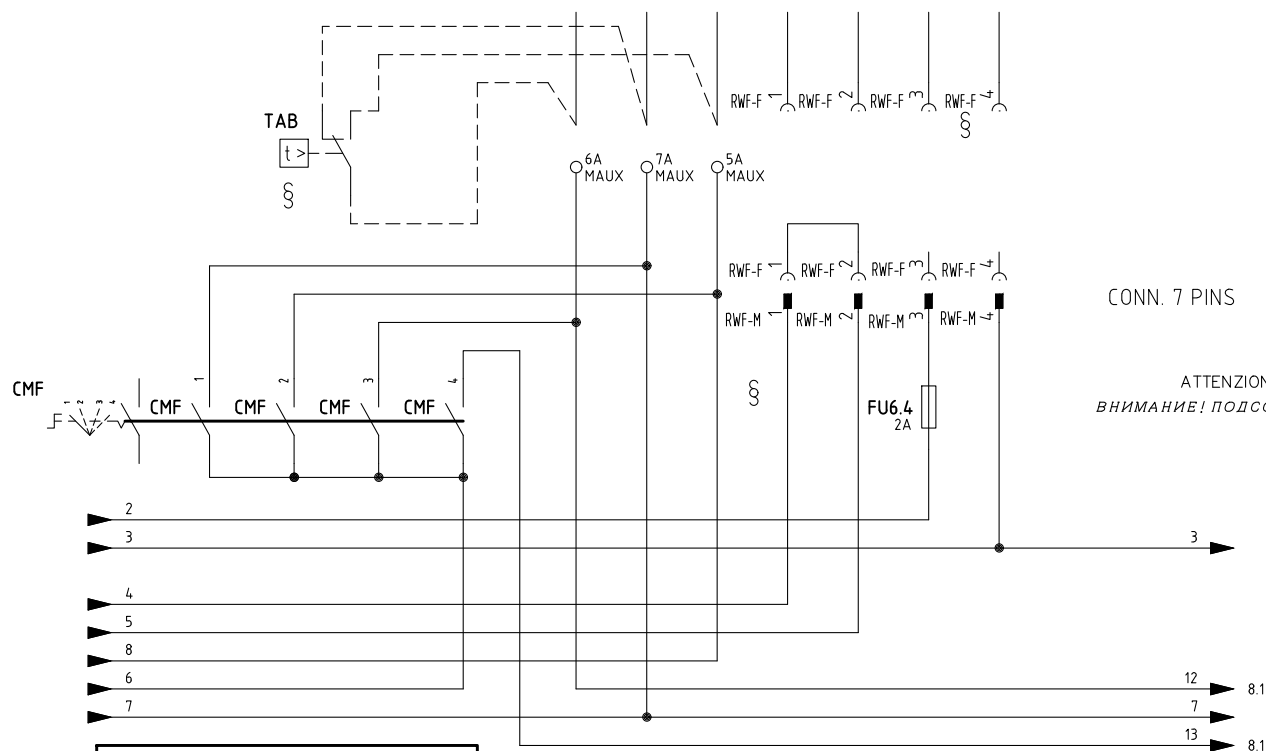 RWF-F 1 RWF-F 2 RWF-F 3 RWF-F 4
§
TAB
t >
§
6A
MAUX
7A
MAUX
5A
MAUX
RWF-F 1 RWF-F 2 RWF-F 3 RWF-F 4
RWF-M 1 RWF-M 2 RWF-M 3 RWF-M 4
CONN. 7 PINS
§
ATTENZION
ВНИМАНИЕ! ПОДСО
FU6.4
2A
CMF
1 2 3 4
CMF 1 CMF 2 CMF 3 CMF 4
2
3 3
4
5
8
6
12 8.1
7 7
13 8.1